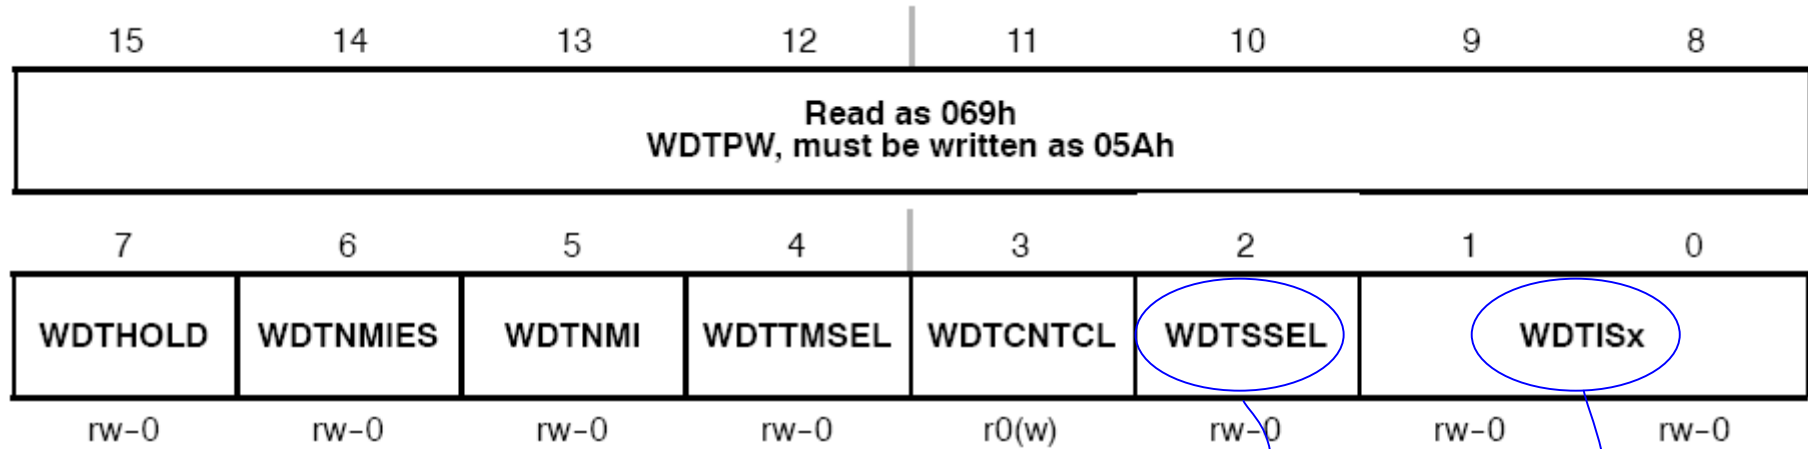 15 14 13 12 11 10 9 8
Read as 069h
WDTPW, must be written as 05Ah
7 6 5 4 3 2 1 0
WDTHOLD WDTNMIES WDTNMI WDTTMSEL WDTCNTCL WDTSSEL WDTISx
rw-0 rw-0 rw-0 rw-0 r0(w) rw-0 rw-0 rw-0